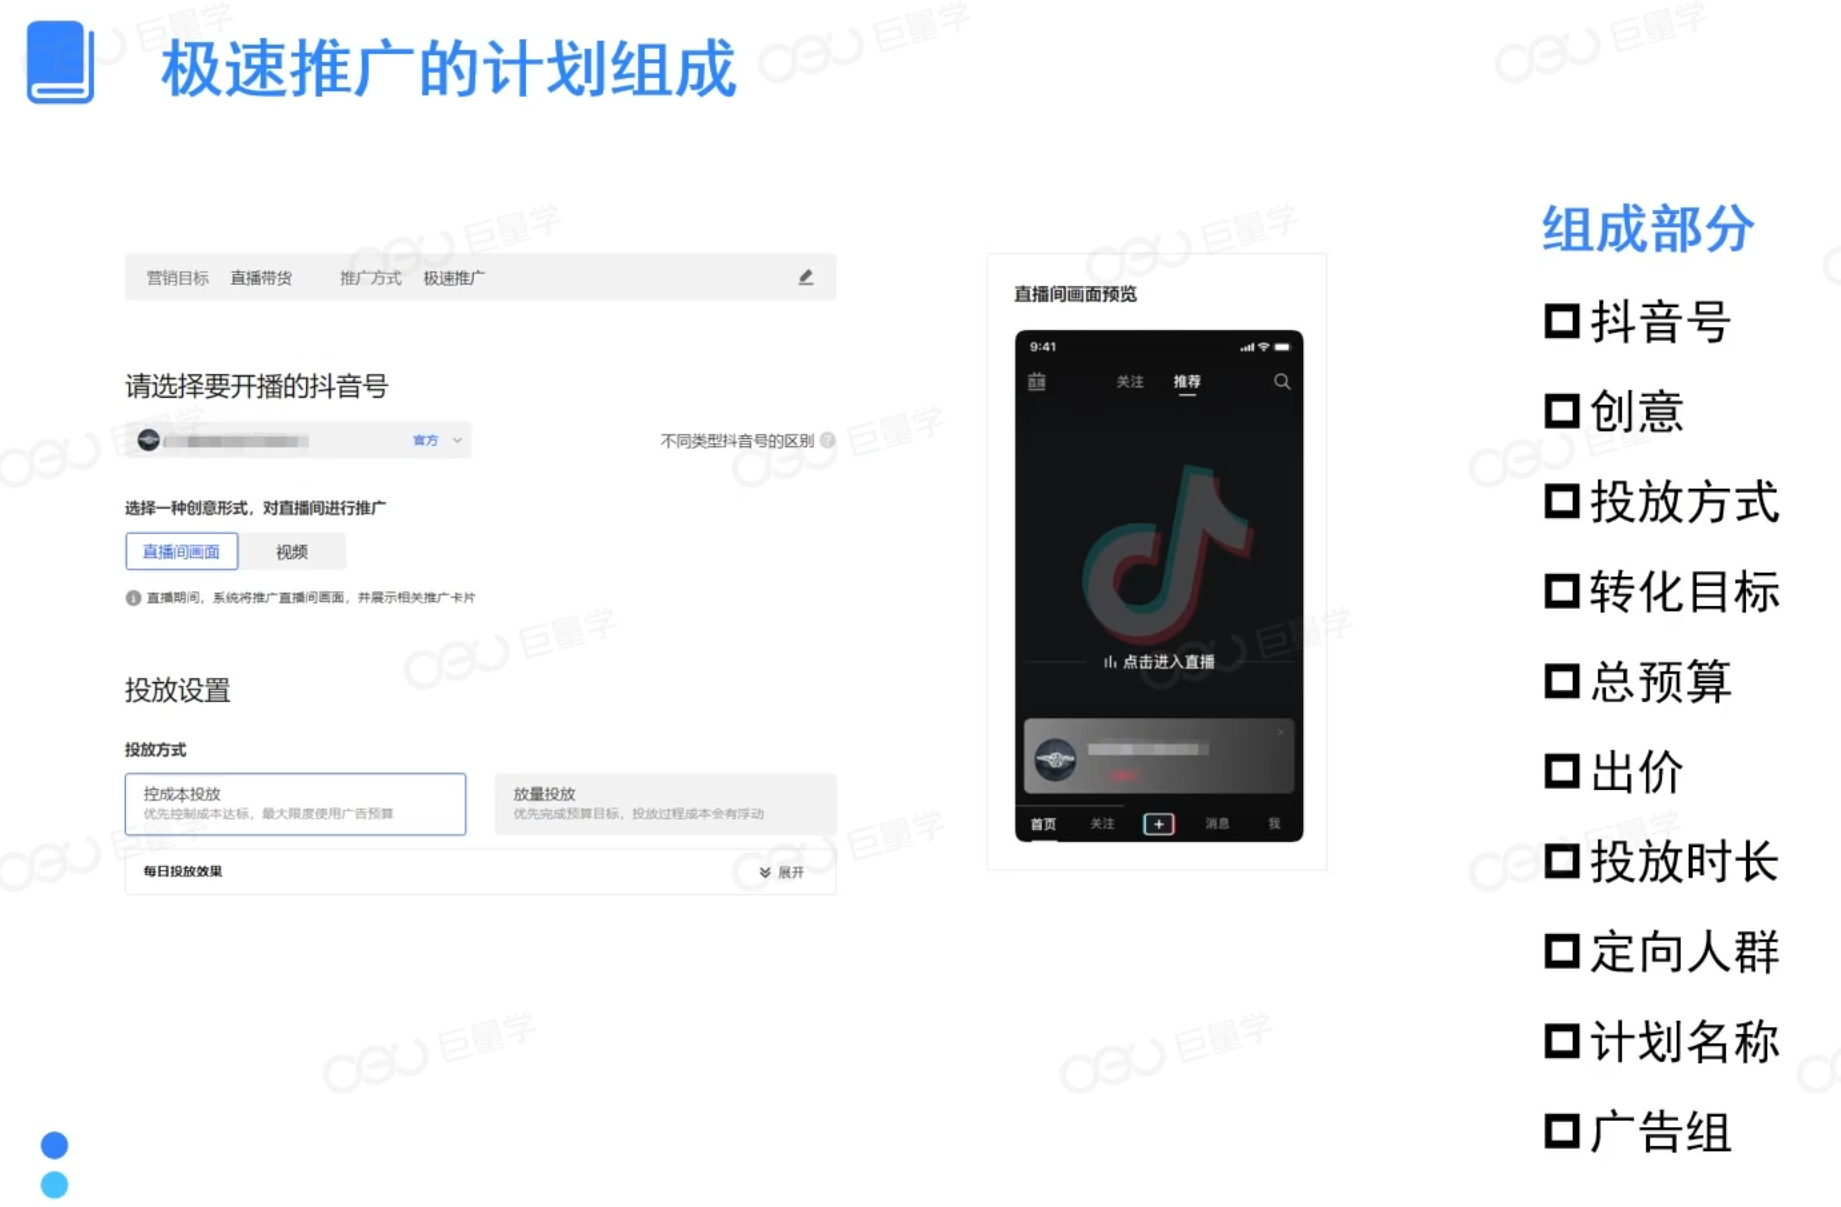 极速推广的计划组成
营销目标 直播带货 推广方式 极速推广
请选择要开播的抖音号
官方
不同类型抖音号的区别
选择一种创意形式，对直播间进行推广
直播间画面 视频
直播期间，系统将推广直播间画面，并展示相关推广卡片
投放设置
投放方式
控成本投放
优先控制成本达标，最大限度使用广告预算
放量投放
优先完成预算目标，投放过程成本会有浮动
每日投放效果 展开
直播间画面预览
9:41
直播 关注 推荐
点击进入直播
首页 关注 消息 我
组成部分
抖音号
创意
投放方式
转化目标
总预算
出价
投放时长
定向人群
计划名称
广告组
巨量学